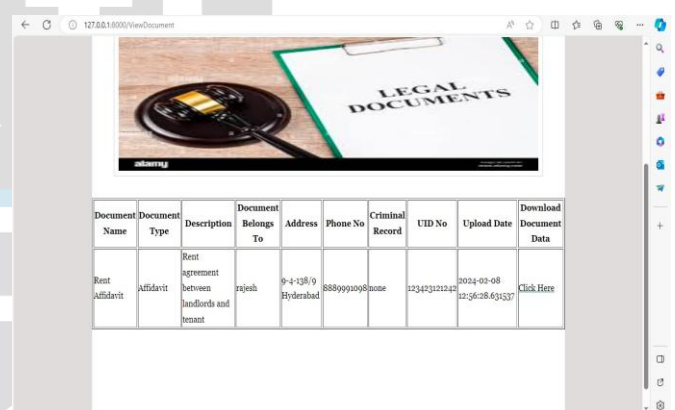 127.0.0.1:8000/ViewDocument
LEGAL
DOCUMENTS
alamy
Document Name
Document Type
Description
Document Belongs To
Address
Phone No
Criminal Record
UID No
Upload Date
Download Document Data
Rent Affidavit
Affidavit
Rent agreement between landlords and tenant
rajesh
9-4-138/9 Hyderabad
8889991098
none
123423121242
2024-02-08 12:56:28.631537
Click Here